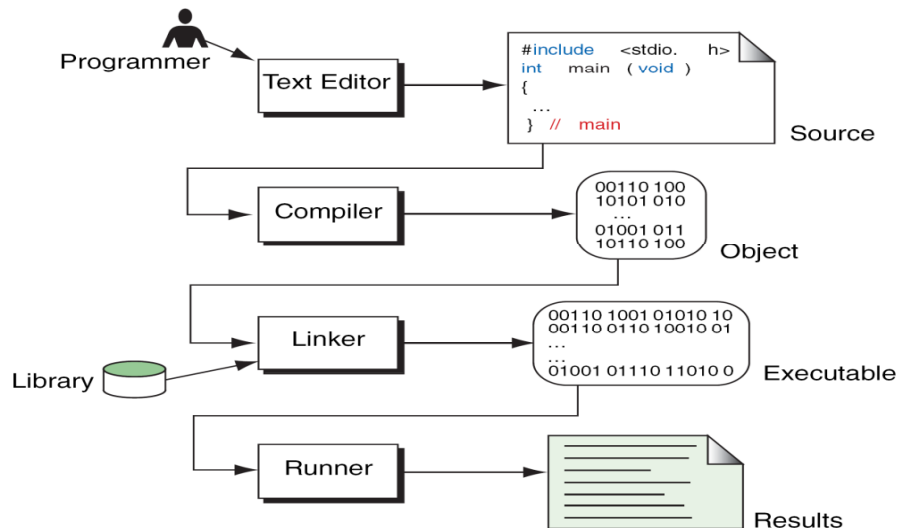 Programmer
Text Editor
#include <stdio. h>
int main ( void )
{
...
} // main
Source
Compiler
00110 100
10101 010
...
01001 011
10110 100
Object
Linker
00110 1001 01010 10
00110 0110 10010 01
...
...
01001 01110 11010 0
Library
Executable
Runner
Results